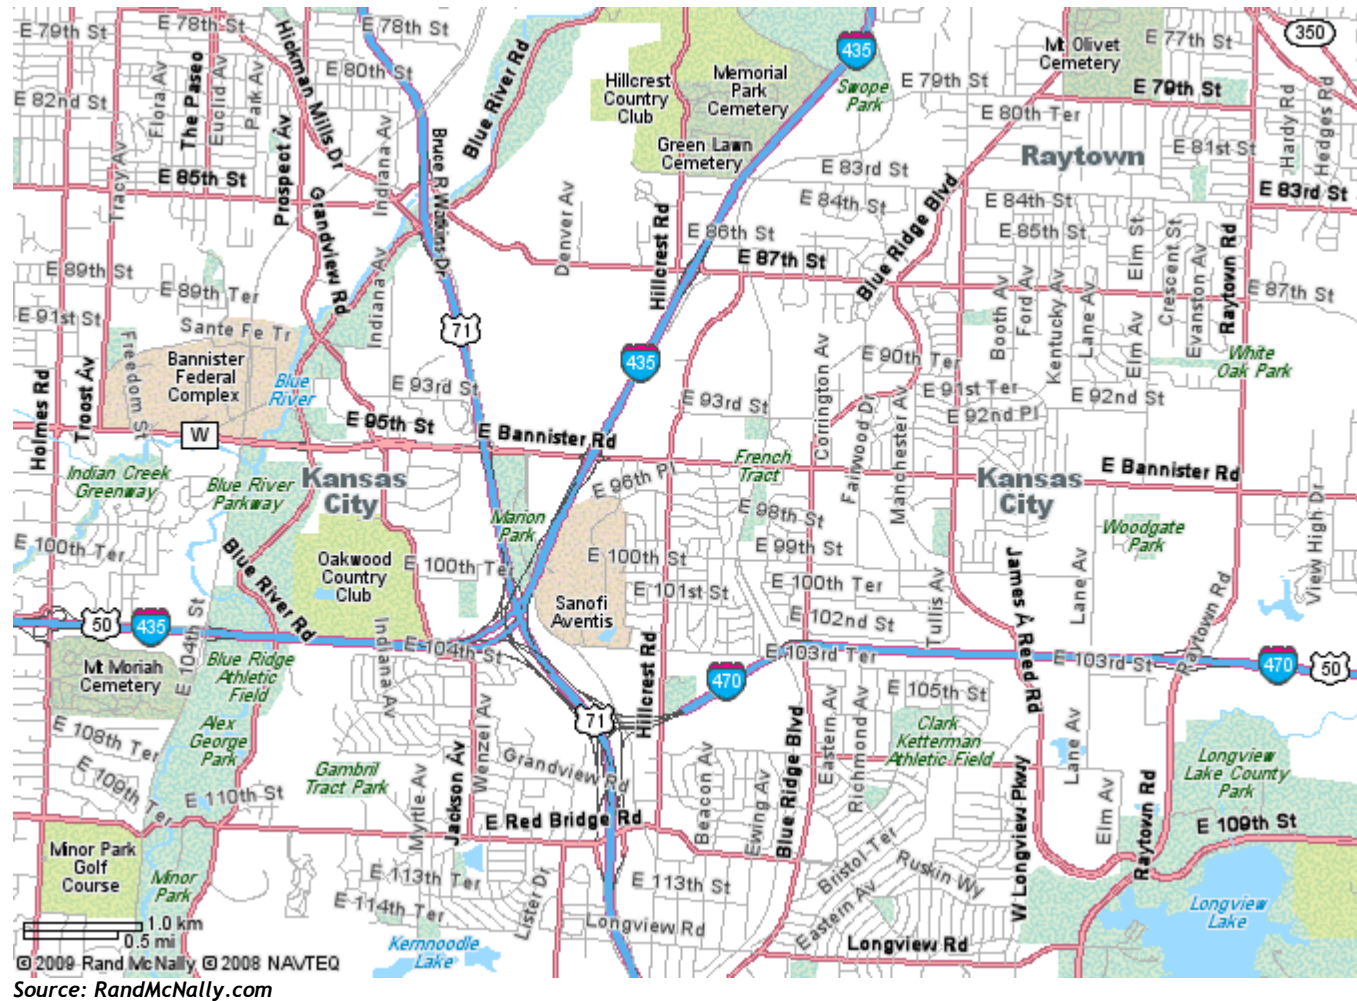 E 79th St
E 78th St
E 78th St
E 80th St
E 82nd St
Flora Av
The Paseo
Euclid Av
Park Av
Hickman Mills Dr
Prospect Av
Tracy Av
E 85th St
Indiana Av
Bruce R Watkins Dr
Blue River Rd
Hillcrest
Country
Club
Memorial
Park
Cemetery
Green Lawn
Cemetery
435
Swope
Park
E 79th St
Mt Olivet
Cemetery
E 77th St
350
E 79th St
E 80th Ter
Hardy Rd
Hedges Rd
E 81st St
Raytown
E 83rd St
E 83rd St
E 84th St
E 84th St
E 85th St
Blue Ridge Blvd
Elm St
Crescent St
Raytown Rd
Grandview Rd
Denver Av
Hillcrest Rd
E 86th St
E 87th St
E 87th St
E 89th St
E 89th Ter
Indiana Av
E 91st St
Sante Fe Tr
71
435
Booth Av
Ford Av
Kentucky Av
Lane Av
Elm Av
Evanston Av
White
Oak Park
Bannister
Federal
Complex
Freedom St
Blue
River
Holmes Rd
Troost Av
W
E 93rd St
E 95th St
E Bannister Rd
E 93rd St
Corrington Av
E 90th Ter
E 91st Ter
E 92nd Pl
E 92nd St
Fairwood Dr
Manchester Av
Indian Creek
Greenway
Blue River
Parkway
Kansas
City
French
Tract
E 96th Pl
Kansas
City
E Bannister Rd
View High Dr
Marion
Park
E 98th St
E 99th St
Woodgate
Park
E 100th Ter
Blue River Rd
Oakwood
Country
Club
E 100th Ter
E 100th St
E 101st St
E 100th Ter
E 102nd St
Tullis Av
James A Reed Rd
Lane Av
Raytown Rd
Sanofi
Aventis
50
435
E 104th St
Indiana Av
E 104th St
Hillcrest Rd
470
E 103rd Ter
E 103rd St
470
50
Mt Moriah
Cemetery
Blue Ridge
Athletic
Field
Alex
George
Park
E 108th Ter
E 109th Ter
E 110th St
Gambril
Tract Park
Myrtle Av
Jackson Av
Wenzel Av
71
Grandview Rd
E Red Bridge Rd
Beacon Av
Ewing Av
Blue Ridge Blvd
Eastern Av
Richmond Av
E 105th St
Clark
Ketterman
Athletic Field
W Longview Pkwy
Lane Av
Elm Av
Raytown Rd
Longview
Lake County
Park
E 109th St
Minor Park
Golf
Course
Minor
Park
E 113th Ter
E 114th Ter
Lister Dr
E 113th St
Longview Rd
Bristol Ter
Ruskin Wy
Eastern Av
Longview Rd
Longview
Lake
Kernnoodle
Lake
1.0 km
0.5 mi
© 2009 Rand McNally © 2008 NAVTEQ
Source: RandMcNally.com